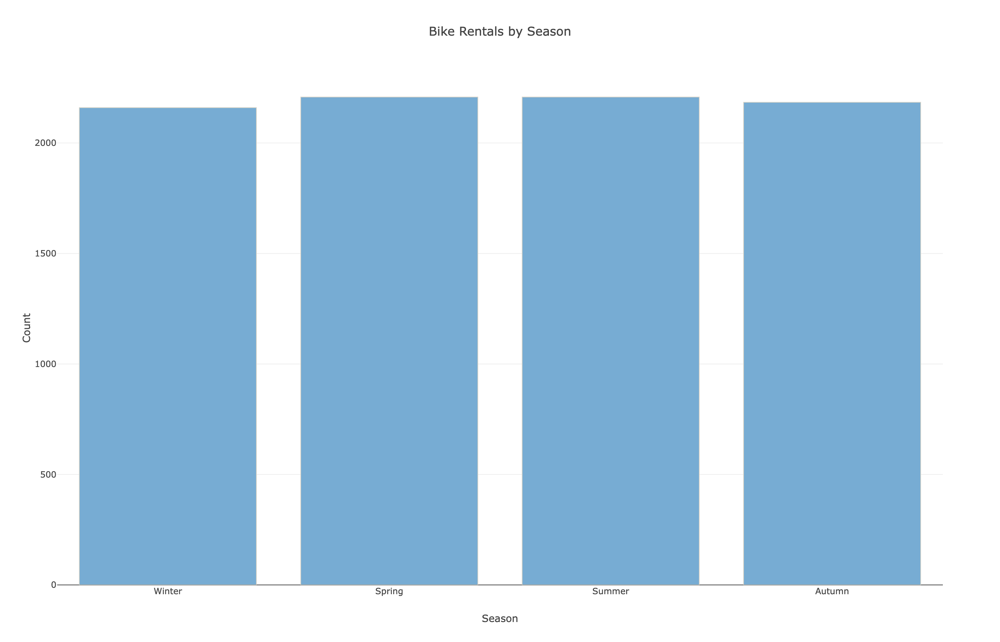 Bike Rentals by Season
2000
1500
1000
500
0
Count
Winter
Spring
Summer
Autumn
Season